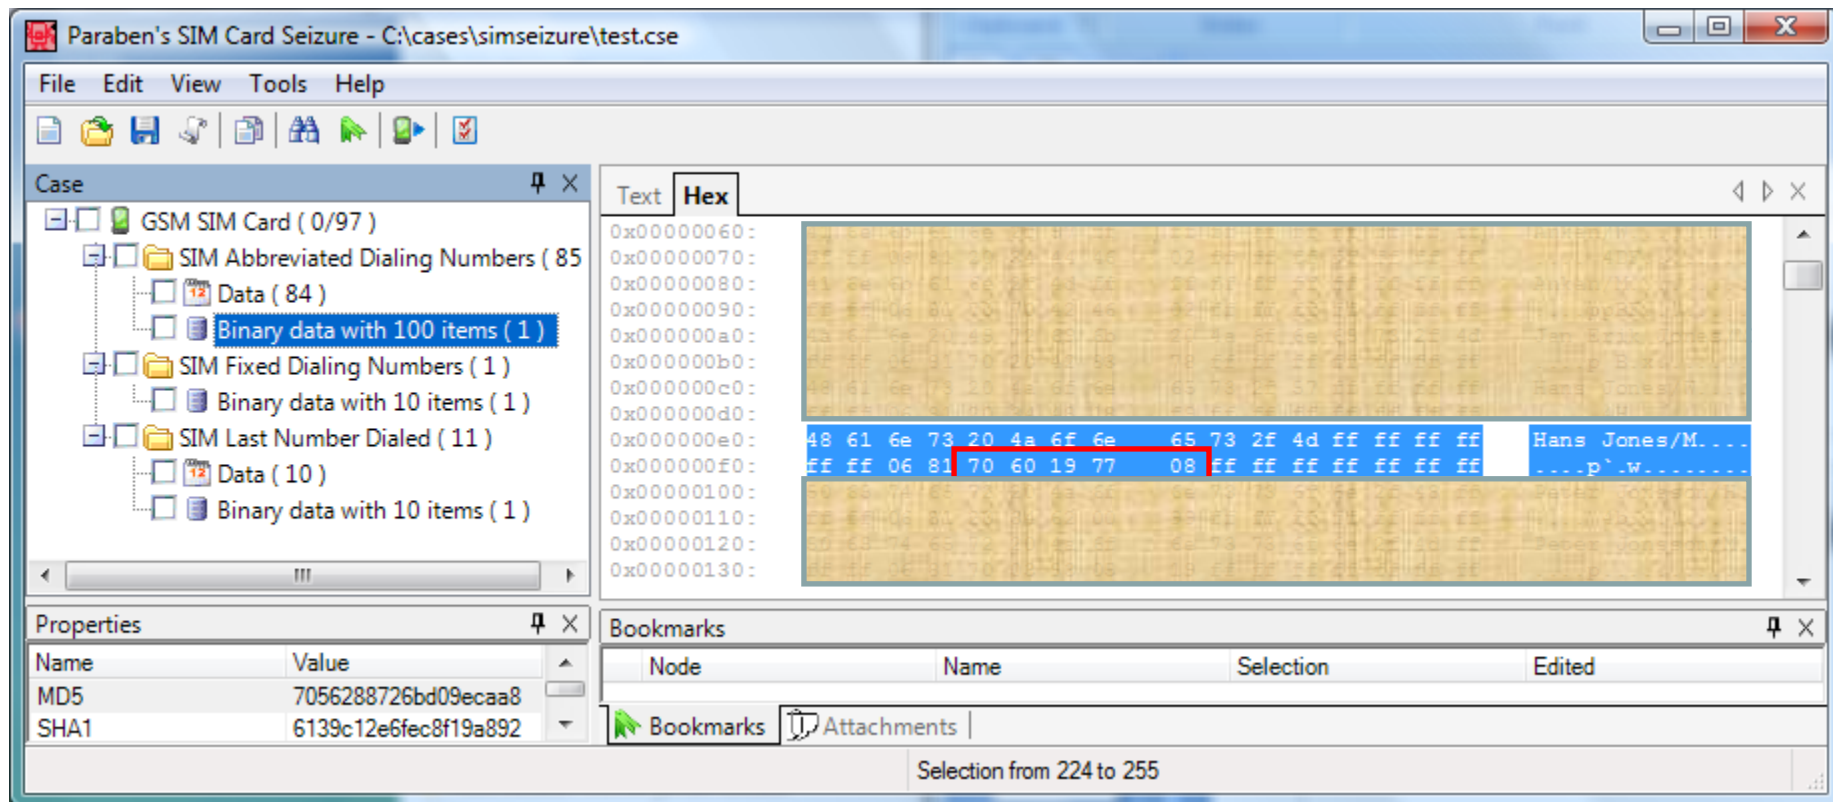 Paraben's SIM Card Seizure - C:\cases\simseizure\test.cse
File Edit View Tools Help
Case
GSM SIM Card ( 0/97 )
SIM Abbreviated Dialing Numbers ( 85
Data ( 84 )
Binary data with 100 items ( 1 )
SIM Fixed Dialing Numbers ( 1 )
Binary data with 10 items ( 1 )
SIM Last Number Dialed ( 11 )
Data ( 10 )
Binary data with 10 items ( 1 )
Text Hex
0x00000060:
0x00000070:
0x00000080:
0x00000090:
0x000000a0:
0x000000b0:
0x000000c0:
0x000000d0:
0x000000e0: 48 61 6e 73 20 4a 6f 6e 65 73 2f 4d ff ff ff ff Hans Jones/M....
0x000000f0: ff ff 06 81 70 60 19 77 08 ff ff ff ff ff ff ff ....p`.w........
0x00000100:
0x00000110:
0x00000120:
0x00000130:
Properties
Name Value
MD5 7056288726bd09ecaa8
SHA1 6139c12e6fec8f19a892
Bookmarks
Node Name Selection Edited
Bookmarks Attachments
Selection from 224 to 255